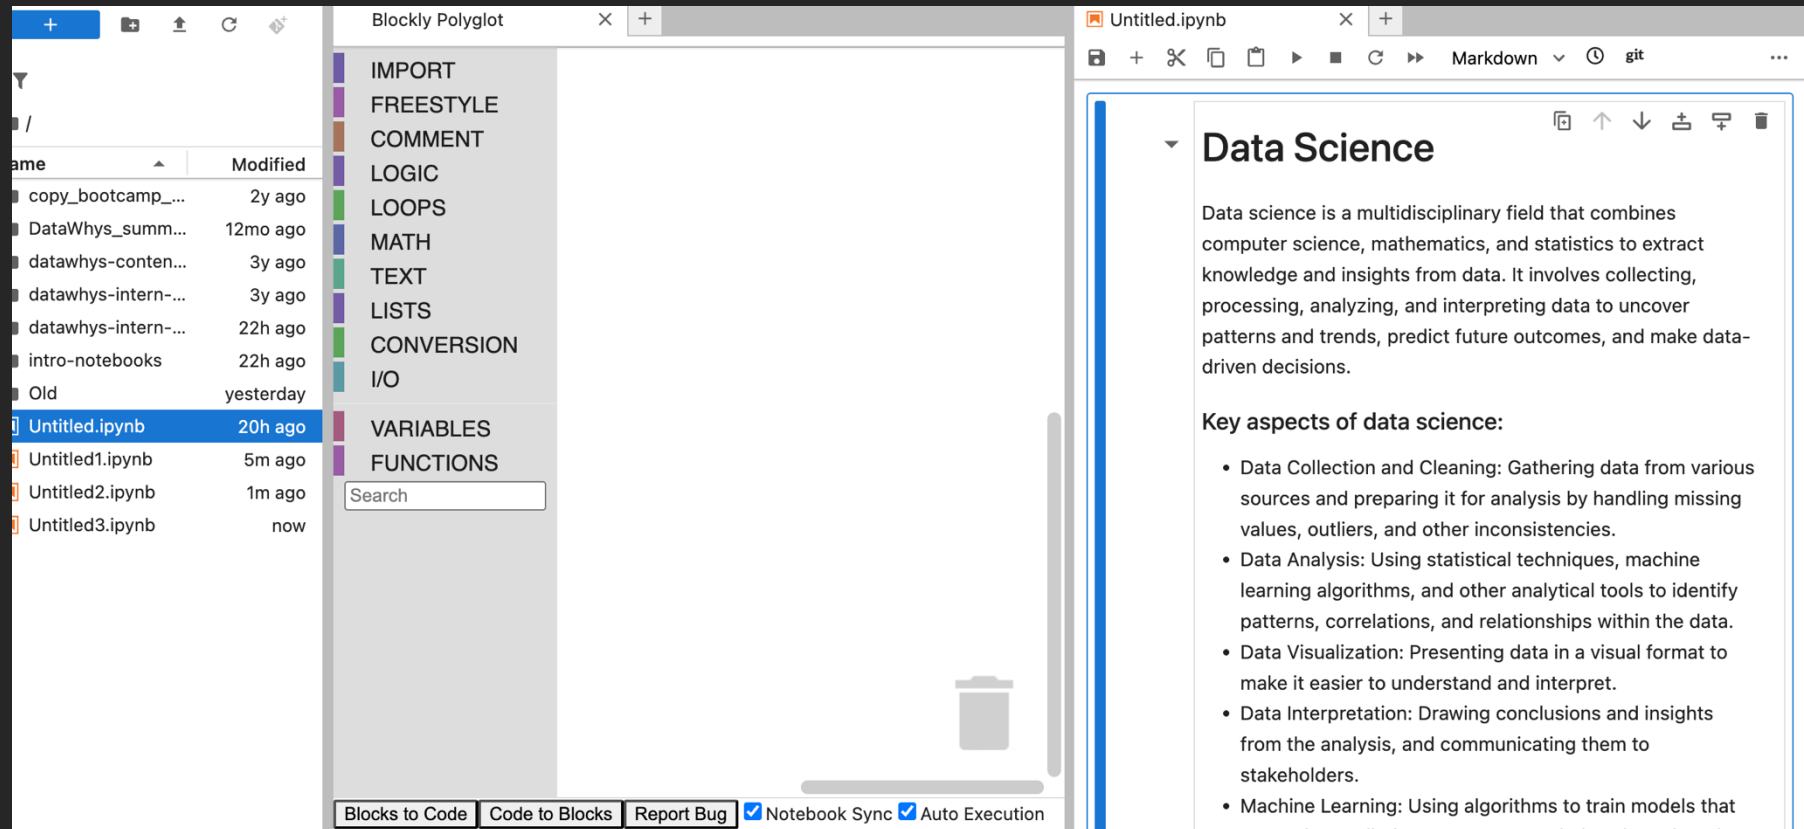 /
ame Modified
copy_bootcamp_... 2y ago
DataWhys_summ... 12mo ago
datawhys-conten... 3y ago
datawhys-intern-... 3y ago
datawhys-intern-... 22h ago
intro-notebooks 22h ago
Old yesterday
Untitled.ipynb 20h ago
Untitled1.ipynb 5m ago
Untitled2.ipynb 1m ago
Untitled3.ipynb now
Blockly Polyglot
IMPORT
FREESTYLE
COMMENT
LOGIC
LOOPS
MATH
TEXT
LISTS
CONVERSION
I/O
VARIABLES
FUNCTIONS
Search
Blocks to Code Code to Blocks Report Bug Notebook Sync Auto Execution
Untitled.ipynb
Markdown git
Data Science
Data science is a multidisciplinary field that combines
computer science, mathematics, and statistics to extract
knowledge and insights from data. It involves collecting,
processing, analyzing, and interpreting data to uncover
patterns and trends, predict future outcomes, and make data-
driven decisions.
Key aspects of data science:
• Data Collection and Cleaning: Gathering data from various
sources and preparing it for analysis by handling missing
values, outliers, and other inconsistencies.
• Data Analysis: Using statistical techniques, machine
learning algorithms, and other analytical tools to identify
patterns, correlations, and relationships within the data.
• Data Visualization: Presenting data in a visual format to
make it easier to understand and interpret.
• Data Interpretation: Drawing conclusions and insights
from the analysis, and communicating them to
stakeholders.
• Machine Learning: Using algorithms to train models that